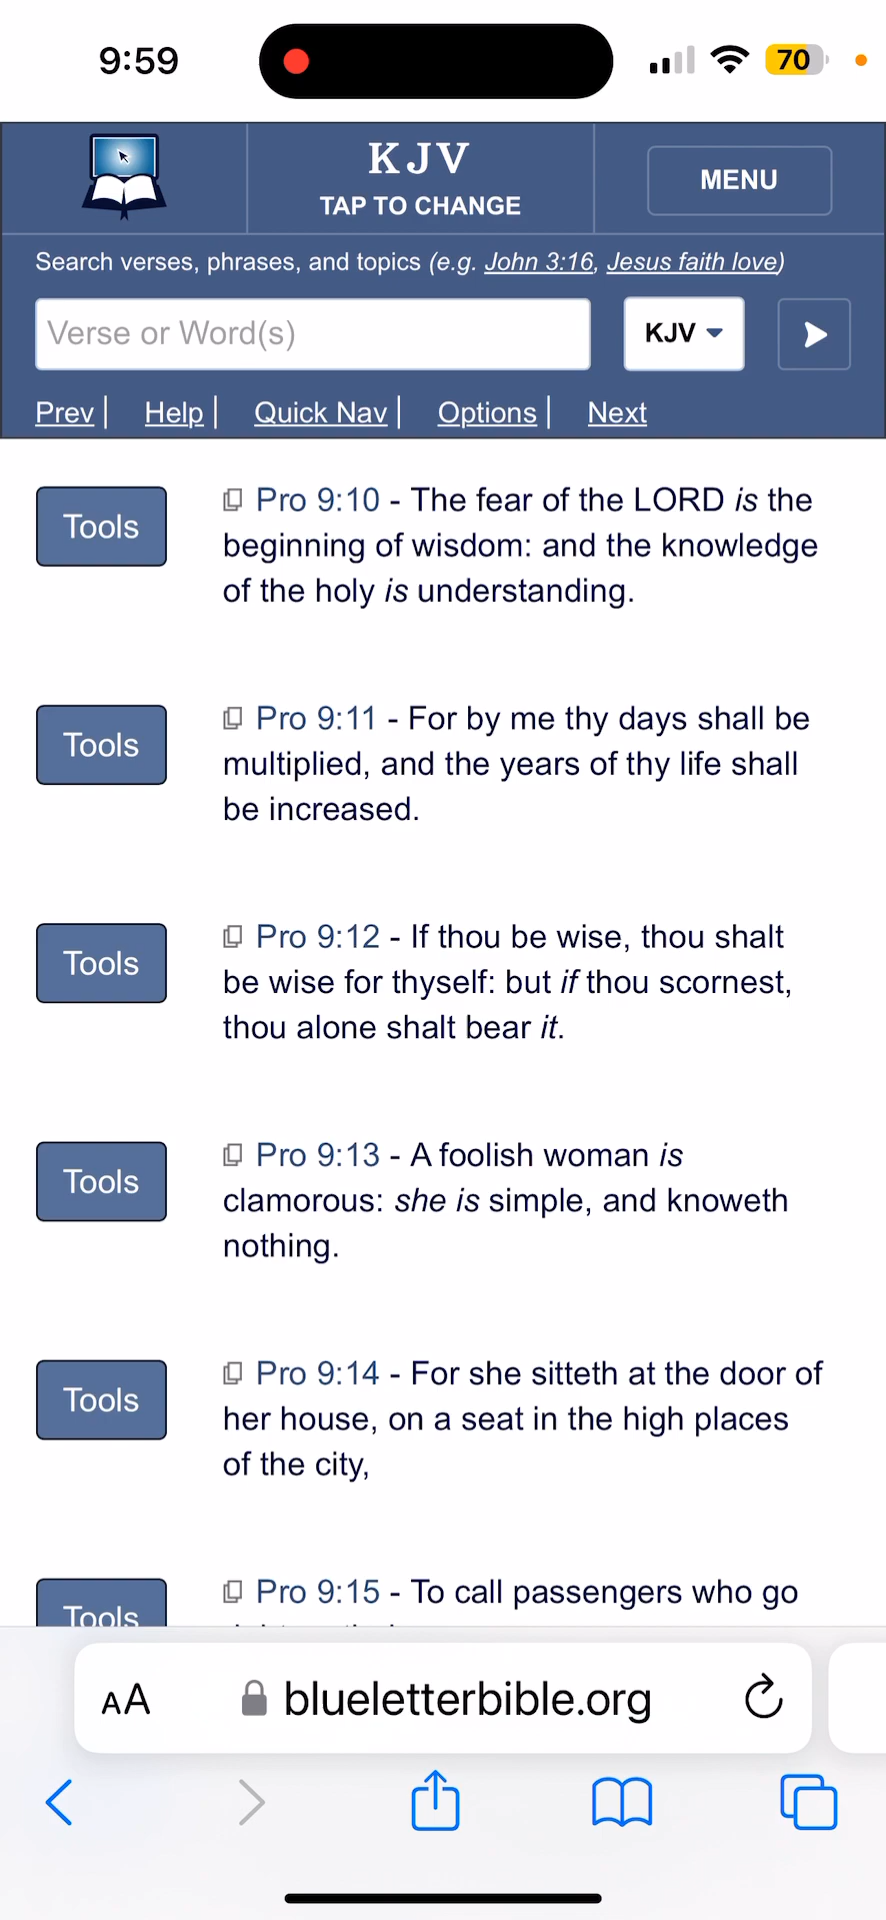 9:59
70
KJV
TAP TO CHANGE
MENU
Search verses, phrases, and topics (e.g. John 3:16, Jesus faith love)
Verse or Word(s)
KJV
Prev | Help | Quick Nav | Options | Next
Tools
Pro 9:10 - The fear of the LORD is the
beginning of wisdom: and the knowledge
of the holy is understanding.
Tools
Pro 9:11 - For by me thy days shall be
multiplied, and the years of thy life shall
be increased.
Tools
Pro 9:12 - If thou be wise, thou shalt
be wise for thyself: but if thou scornest,
thou alone shalt bear it.
Tools
Pro 9:13 - A foolish woman is
clamorous: she is simple, and knoweth
nothing.
Tools
Pro 9:14 - For she sitteth at the door of
her house, on a seat in the high places
of the city,
Tools
Pro 9:15 - To call passengers who go
AA
blueletterbible.org